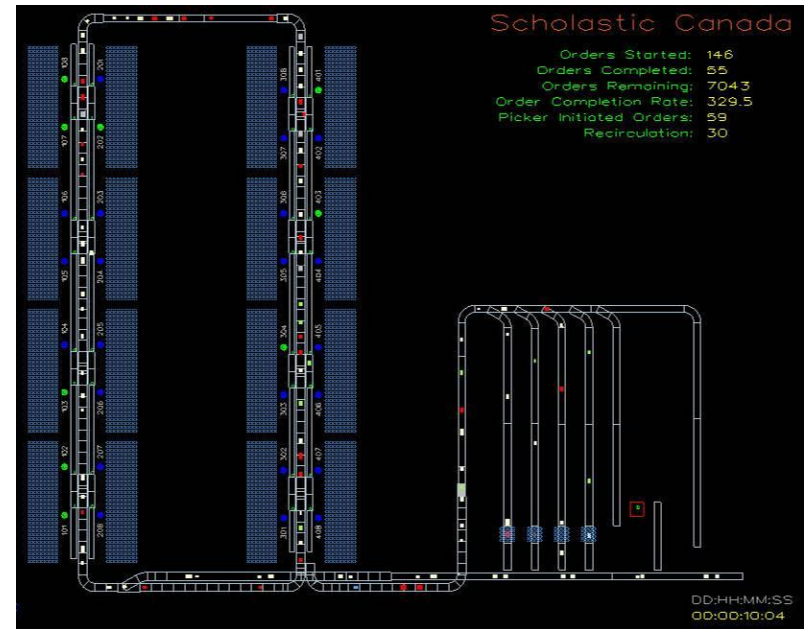 Scholastic Canada
Orders Started: 146
Orders Completed: 55
Orders Remaining: 7043
Order Completion Rate: 329.5
Picker Initiated Orders: 59
Recirculation: 30
108 201
107 202
106 203
105 204
104 205
103 206
102 207
101 208
401
307 402
403
305 404
304 405
303 406
302 407
301 408
DD:HH:MM:SS
00:00:10:04